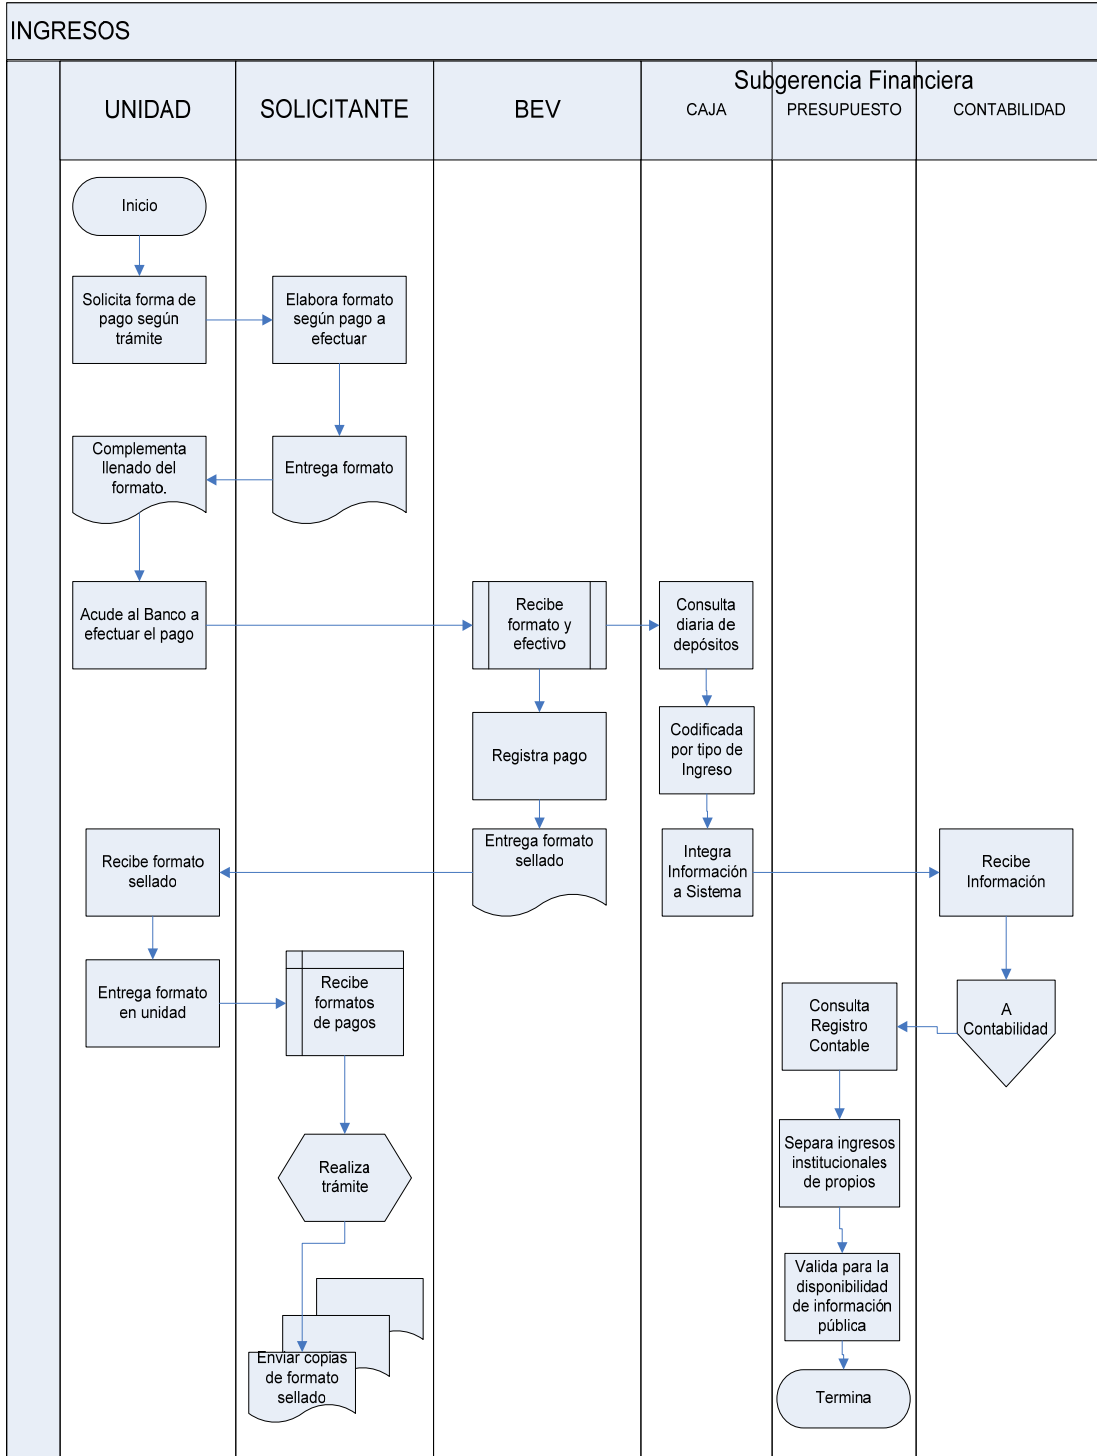 INGRESOS
Subgerencia Financiera
UNIDAD
SOLICITANTE
BEV
CAJA
PRESUPUESTO
CONTABILIDAD
Inicio
Solicita forma de
pago según
trámite
Elabora formato
según pago a
efectuar
Complementa
llenado del
formato.
Entrega formato
Acude al Banco a
efectuar el pago
Recibe
formato y
efectivo
Consulta
diaria de
depósitos
Registra pago
Codificada
por tipo de
Ingreso
Recibe formato
sellado
Entrega formato
sellado
Integra
Información
a Sistema
Recibe
Información
Entrega formato
en unidad
Recibe
formatos
de pagos
Consulta
Registro
Contable
A
Contabilidad
Realiza
trámite
Separa ingresos
institucionales
de propios
Valida para la
disponibilidad
de información
pública
Enviar copias
de formato
sellado
Termina